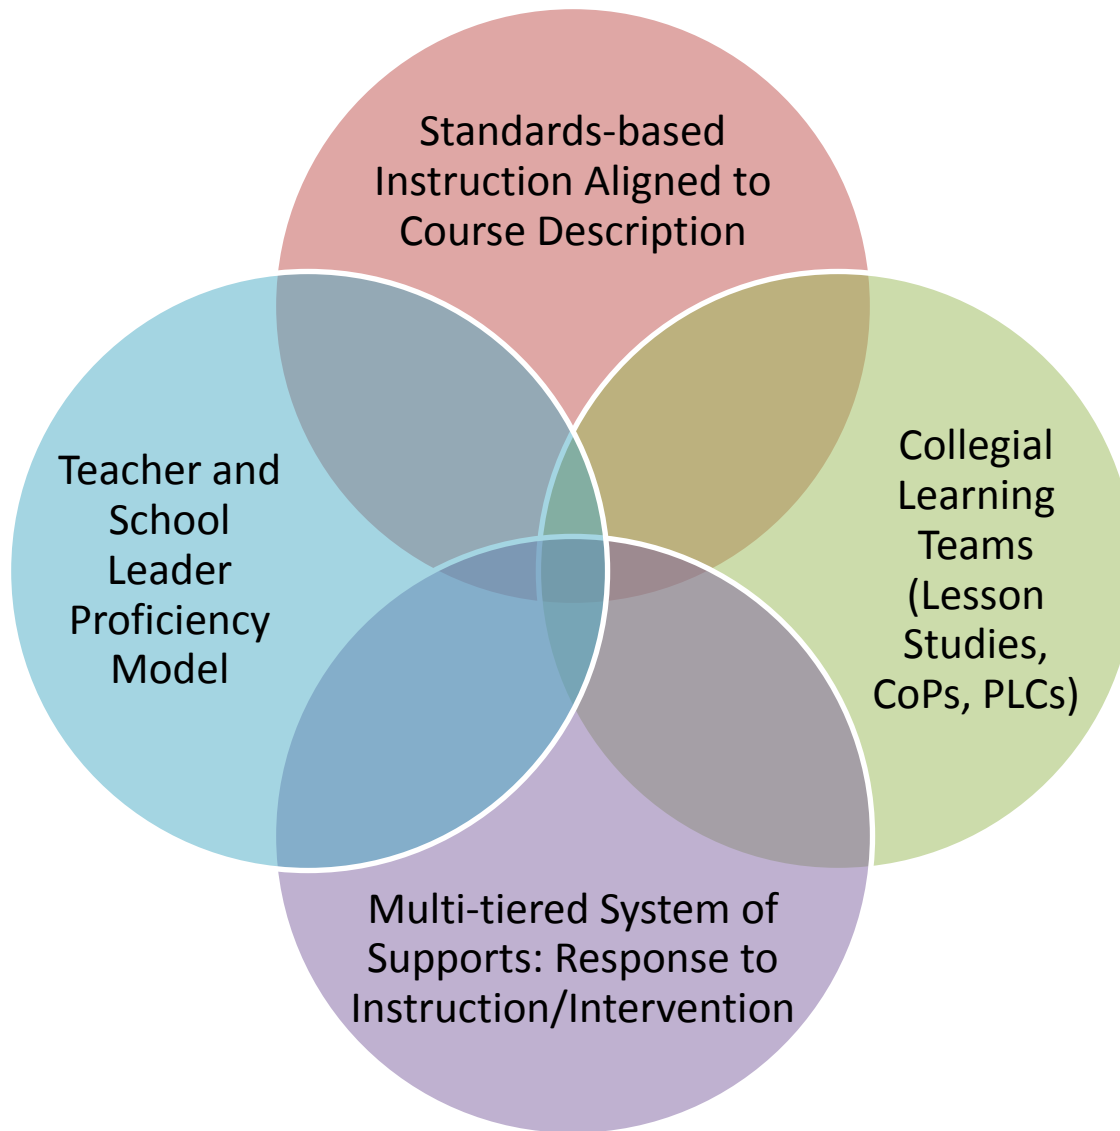 Standards-based
Instruction Aligned to
Course Description
Teacher and
School
Leader
Proficiency
Model
Collegial
Learning
Teams
(Lesson
Studies,
CoPs, PLCs)
Multi-tiered System of
Supports: Response to
Instruction/Intervention